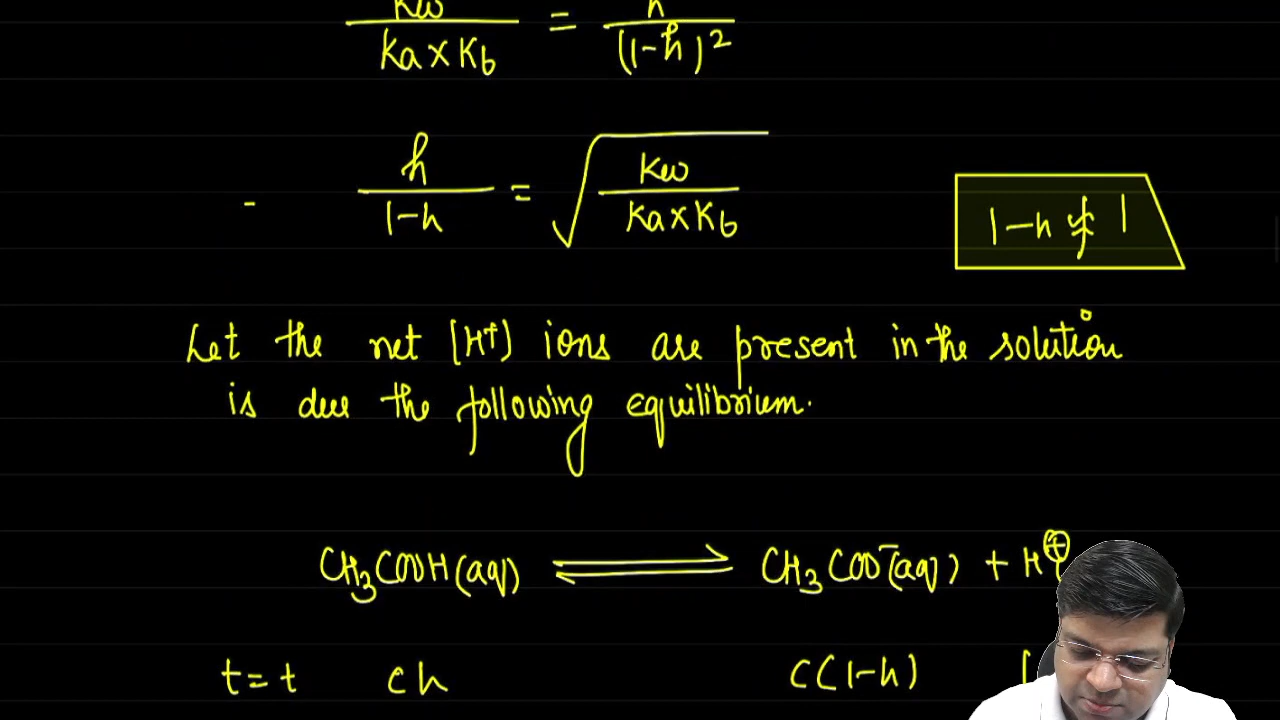 Kw / Ka x Kb = h / (1-h)²
h / 1-h = √ Kw / Ka x Kb
1-h ≠ 1
Let the net [H+] ions are present in the solution
is due the following equilibrium.
CH3COOH(aq) ⇌ CH3COO-(aq) + H⊕
t = t ch c(1-h) [